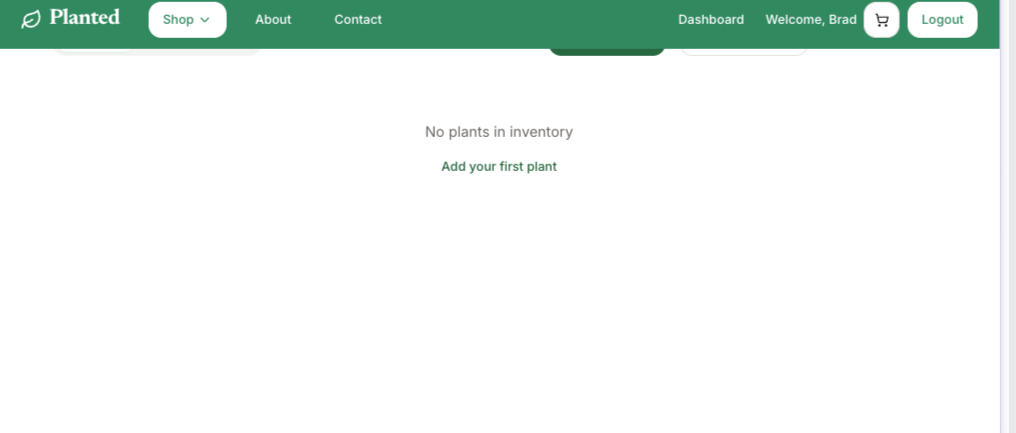 Planted Shop About Contact Dashboard Welcome, Brad Logout
No plants in inventory
Add your first plant